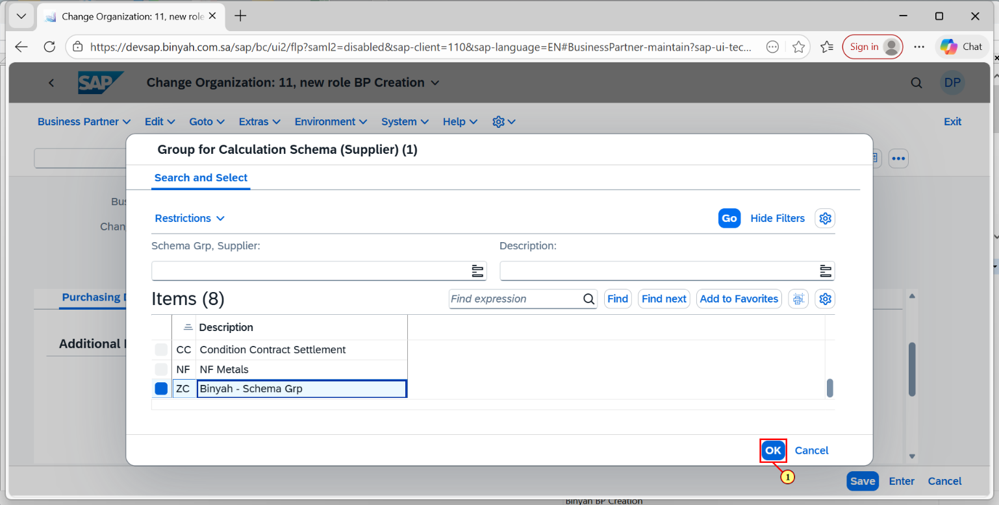 Change Organization: 11, new role
https://devsap.binyah.com.sa/sap/bc/ui2/flp?saml2=disabled&sap-client=110&sap-language=EN#BusinessPartner-maintain?sap-ui-tec...
Sign in
Chat
SAP
Change Organization: 11, new role BP Creation
DP
Business Partner
Edit
Goto
Extras
Environment
System
Help
Exit
Group for Calculation Schema (Supplier) (1)
Search and Select
Bus
Chan
Restrictions
Go
Hide Filters
Schema Grp, Supplier:
Description:
Items (8)
Find expression
Find
Find next
Add to Favorites
Purchasing
Additional
Description
CC Condition Contract Settlement
NF NF Metals
ZC Binyah - Schema Grp
OK
Cancel
1
Save
Enter
Cancel
Binyah BP Creation